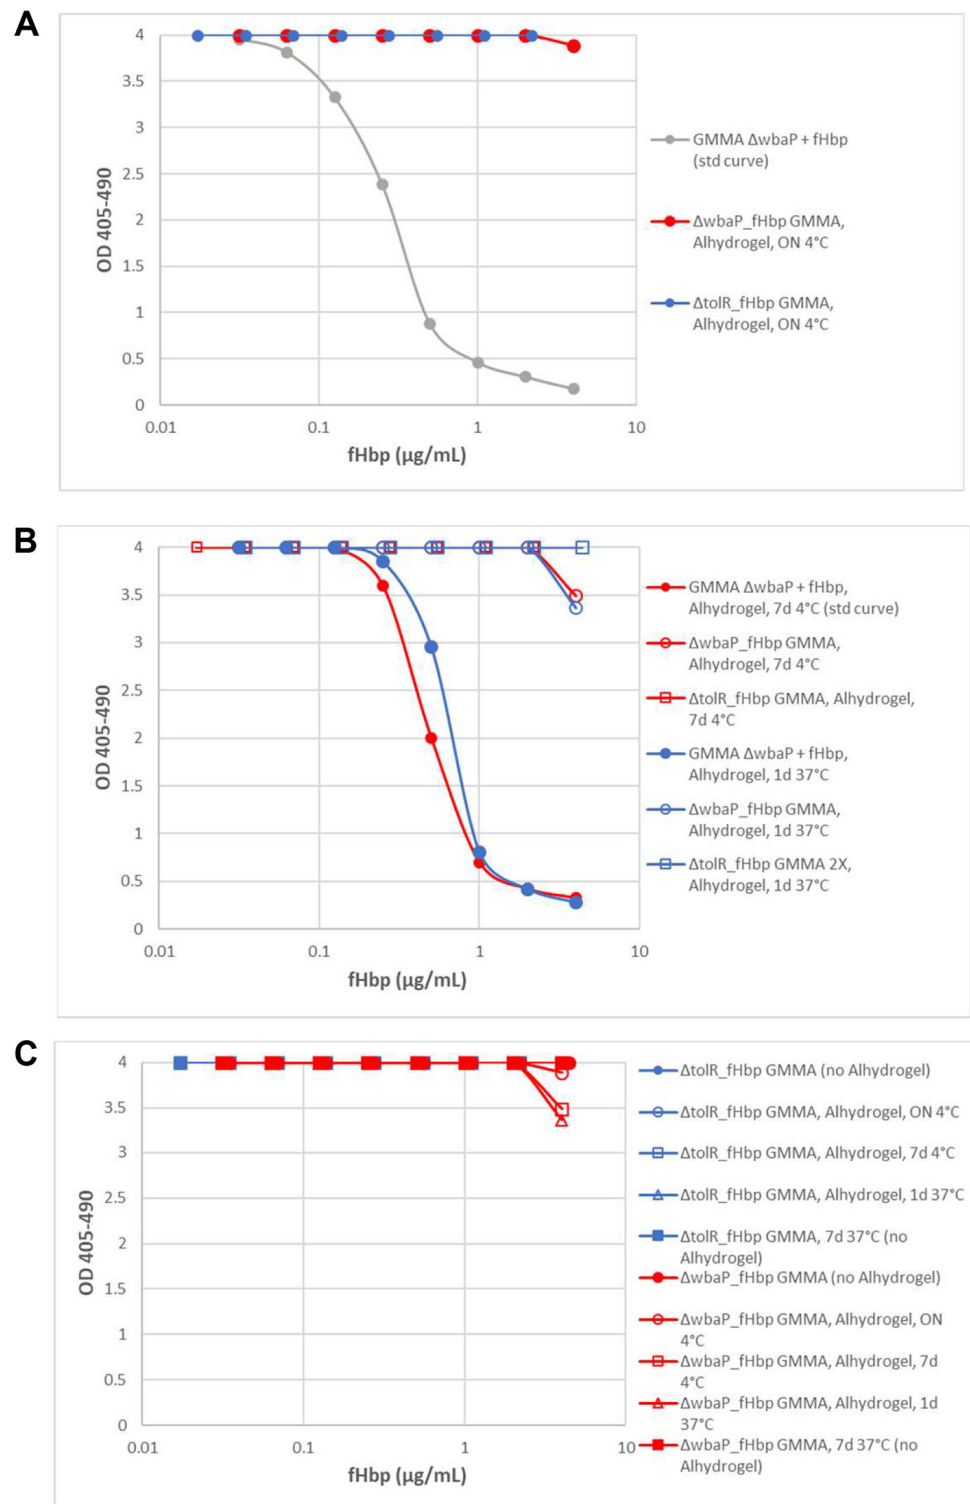 A
4
3.5
3
2.5
2
1.5
1
0.5
0
OD 405-490
0.01
0.1
1
10
fHbp (µg/mL)
GMMA ΔwbaP + fHbp
(std curve)
ΔwbaP_fHbp GMMA,
Alhydrogel, ON 4°C
ΔtolR_fHbp GMMA,
Alhydrogel, ON 4°C
B
4
3.5
3
2.5
2
1.5
1
0.5
0
OD 405-490
0.01
0.1
1
10
fHbp (µg/mL)
GMMA ΔwbaP + fHbp,
Alhydrogel, 7d 4°C (std curve)
ΔwbaP_fHbp GMMA,
Alhydrogel, 7d 4°C
ΔtolR_fHbp GMMA, Alhydrogel,
7d 4°C
GMMA ΔwbaP + fHbp,
Alhydrogel, 1d 37°C
ΔwbaP_fHbp GMMA,
Alhydrogel, 1d 37°C
ΔtolR_fHbp GMMA 2X,
Alhydrogel, 1d 37°C
C
4
3.5
3
2.5
2
1.5
1
0.5
0
OD 405-490
0.01
0.1
1
10
fHbp (µg/mL)
ΔtolR_fHbp GMMA (no Alhydrogel)
ΔtolR_fHbp GMMA, Alhydrogel, ON 4°C
ΔtolR_fHbp GMMA, Alhydrogel, 7d 4°C
ΔtolR_fHbp GMMA, Alhydrogel, 1d 37°C
ΔtolR_fHbp GMMA, 7d 37°C (no
Alhydrogel)
ΔwbaP_fHbp GMMA (no Alhydrogel)
ΔwbaP_fHbp GMMA, Alhydrogel, ON
4°C
ΔwbaP_fHbp GMMA, Alhydrogel, 7d
4°C
ΔwbaP_fHbp GMMA, Alhydrogel, 1d
37°C
ΔwbaP_fHbp GMMA, 7d 37°C (no
Alhydrogel)